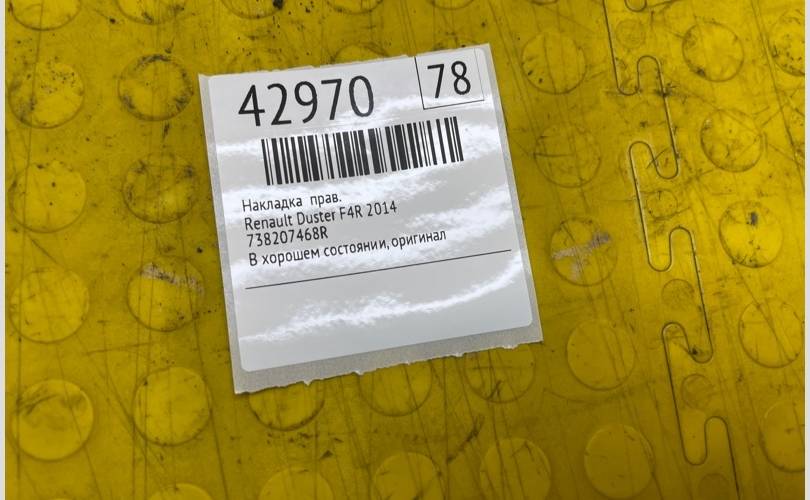 42970
78
Накладка прав.
Renault Duster F4R 2014
738207468R
В хорошем состоянии, оригинал